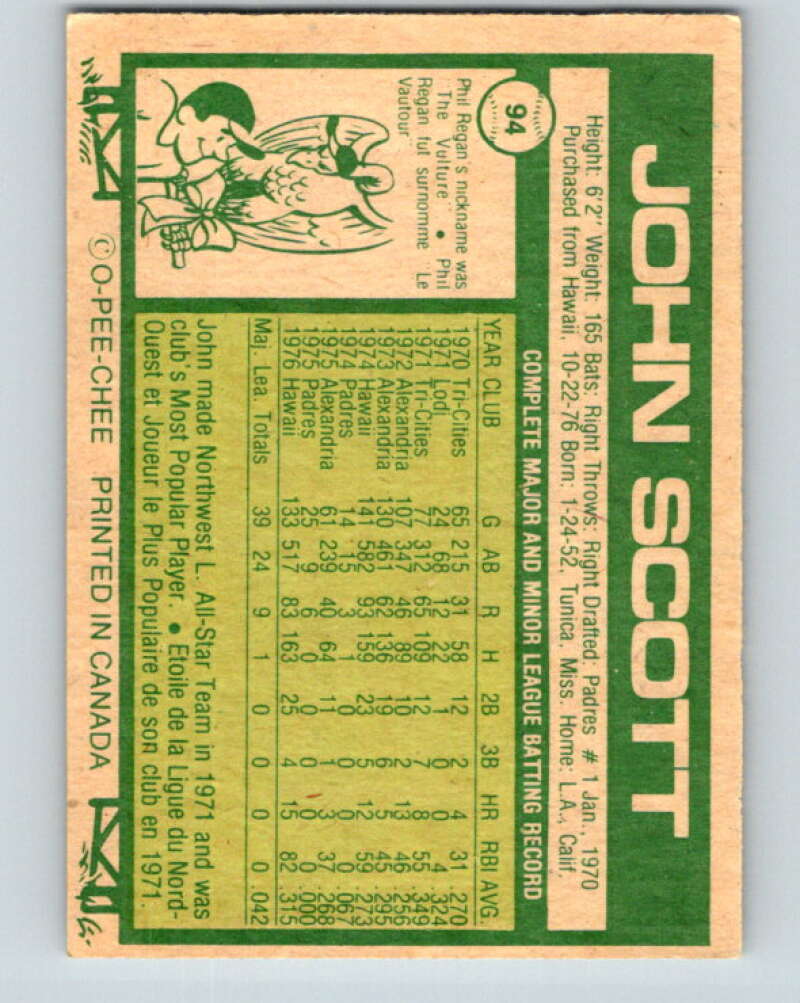 JOHN SCOTT
Height: 6'2" Weight: 165 Bats: Right Throws: Right Drafted: Padres # 1 Jan., 1970
Purchased from Hawaii, 10-22-76 Born: 1-24-52, Tunica, Miss. Home: L.A., Calif.
94
COMPLETE MAJOR AND MINOR LEAGUE BATTING RECORD
Phil Regan's nickname was
"The Vulture" • Phil
Regan fut surnomme "Le
Vautour"
YEAR CLUB G AB R H 2B 3B HR RBI AVG.
1970 Tri-Cities 65 215 31 58 12 2 4 31 .270
1971 Lodi 24 68 12 22 1 0 0 4 .324
1971 Tri-Cities 77 312 65 109 12 7 8 55 .349
1972 Alexandria 107 347 46 89 10 2 13 46 .256
1973 Alexandria 130 461 62 136 19 6 5 45 .295
1974 Hawaii 141 582 93 159 23 5 12 59 .273
1974 Padres 14 15 3 1 0 0 0 0 .067
1975 Alexandria 61 239 40 64 11 1 3 37 .268
1975 Padres 25 9 6 0 0 0 0 0 .000
1976 Hawaii 133 517 83 163 25 4 15 82 .315
Maj. Lea. Totals 39 24 9 1 0 0 0 0 .042
John made Northwest L. All-Star Team in 1971 and was
club's Most Popular Player. • Etoile de la Ligue du Nord-
Ouest et Joueur le Plus Populaire de son club en 1971.
© O-PEE-CHEE PRINTED IN CANADA